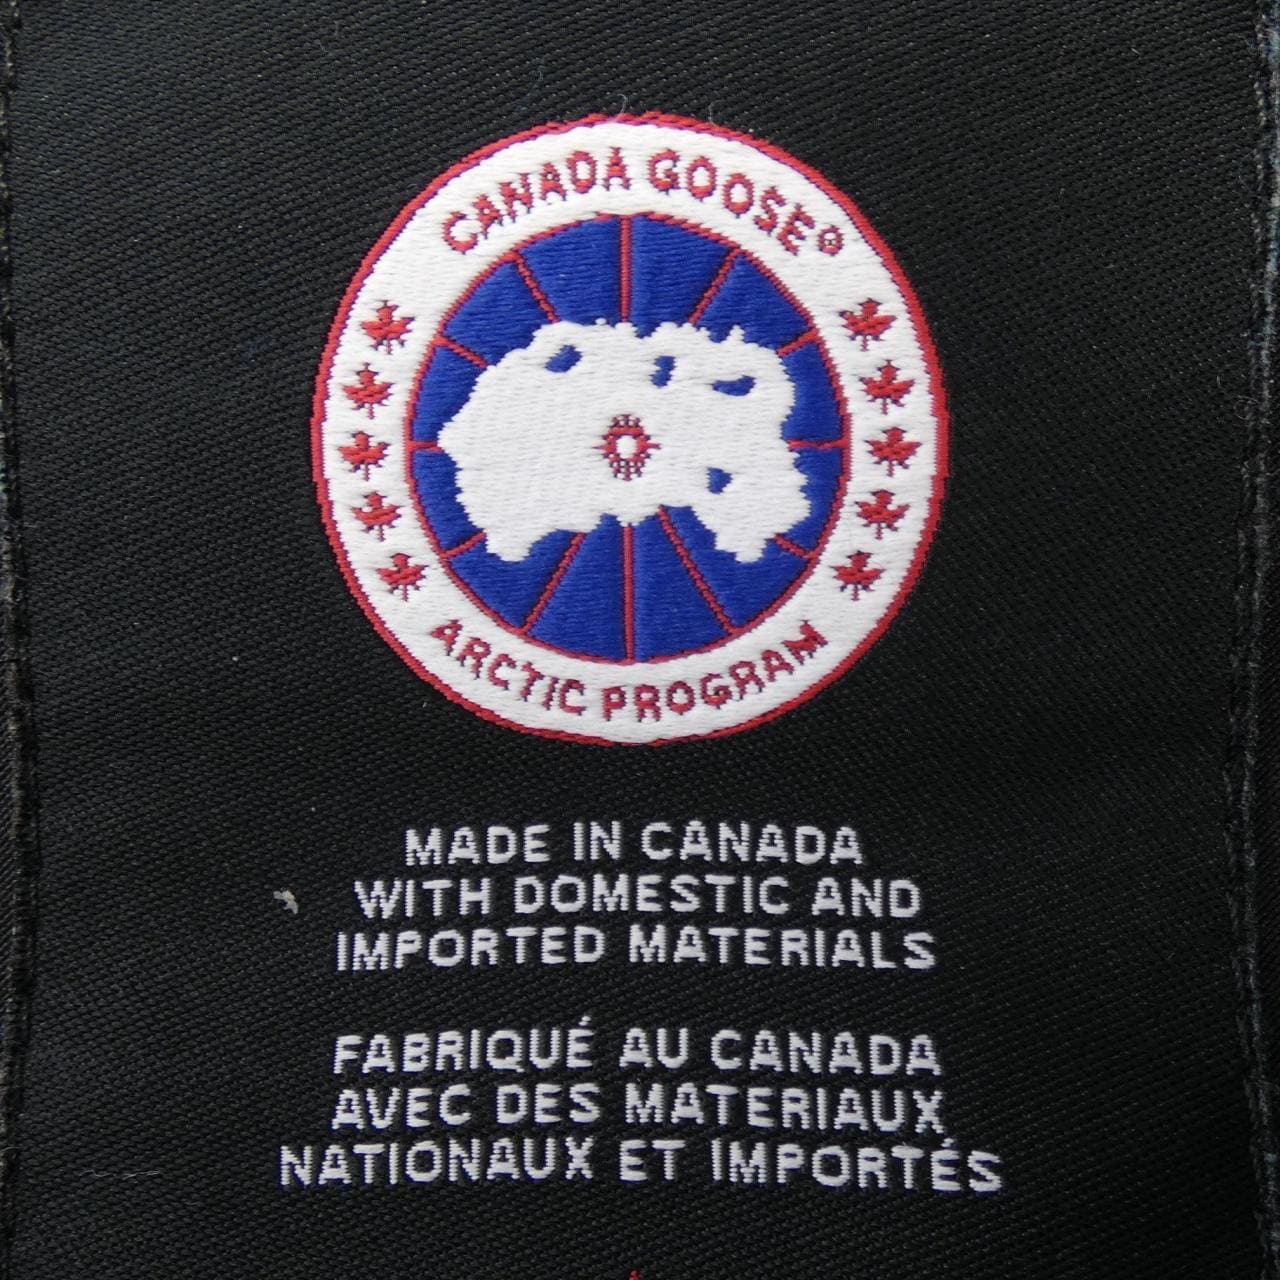 CANADA GOOSE®
ARCTIC PROGRAM
MADE IN CANADA
WITH DOMESTIC AND
IMPORTED MATERIALS
FABRIQUÉ AU CANADA
AVEC DES MATERIAUX
NATIONAUX ET IMPORTÉS